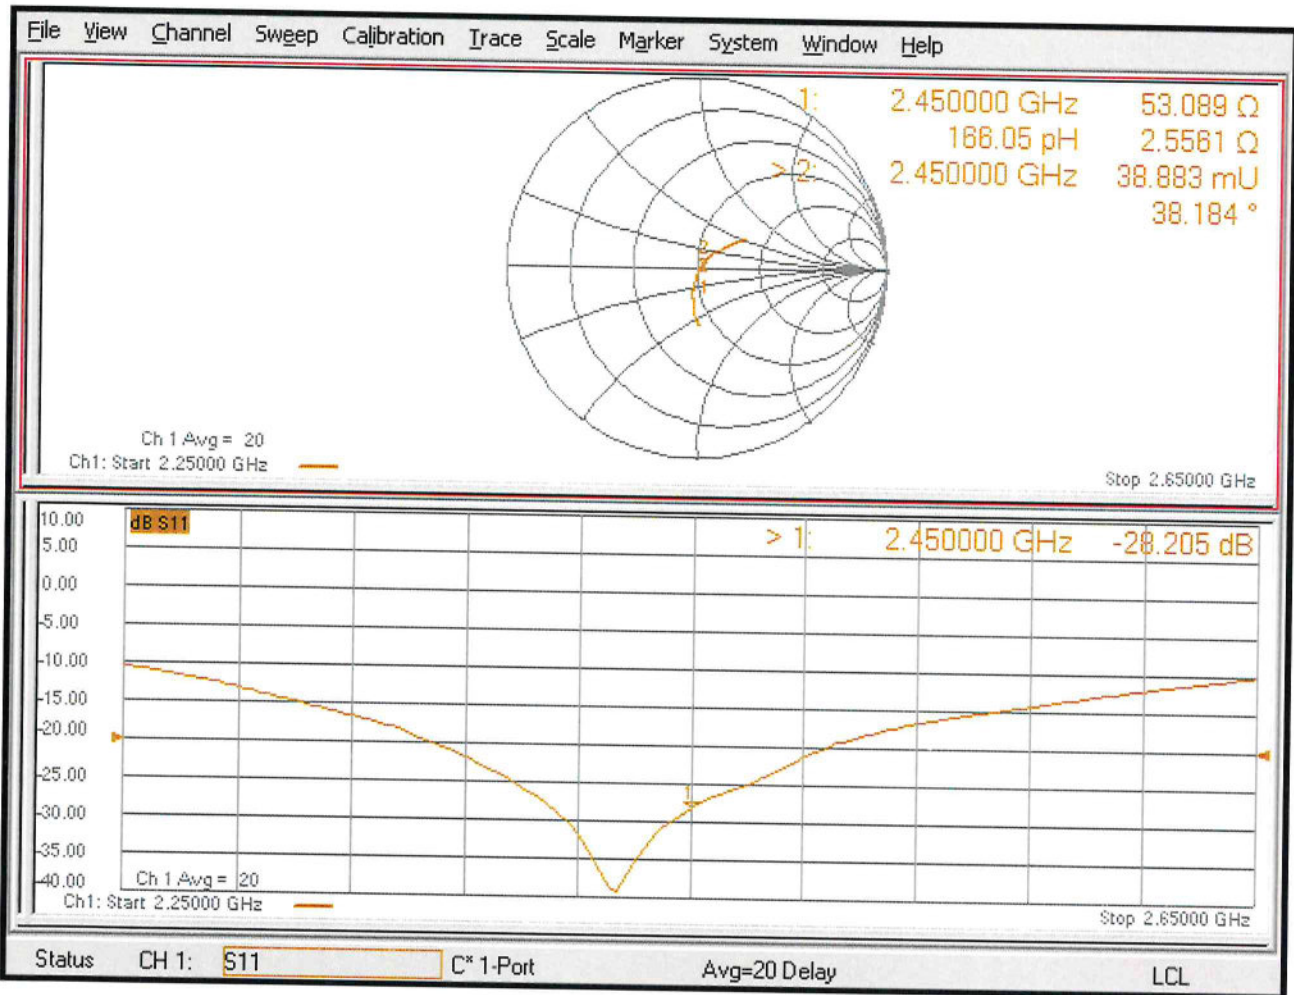 File View Channel Sweep Calibration Trace Scale Marker System Window Help
1: 2.450000 GHz 53.089 Ω
166.05 pH 2.5561 Ω
> 2: 2.450000 GHz 38.883 mU
38.184 °
2
1
Ch 1 Avg = 20
Ch1: Start 2.25000 GHz
Stop 2.65000 GHz
10.00
dB S11
> 1: 2.450000 GHz -28.205 dB
5.00
0.00
-5.00
-10.00
-15.00
-20.00
-25.00
1
-30.00
-35.00
-40.00
Ch 1 Avg = 20
Ch1: Start 2.25000 GHz
Stop 2.65000 GHz
Status CH 1: S11 C* 1-Port Avg=20 Delay LCL